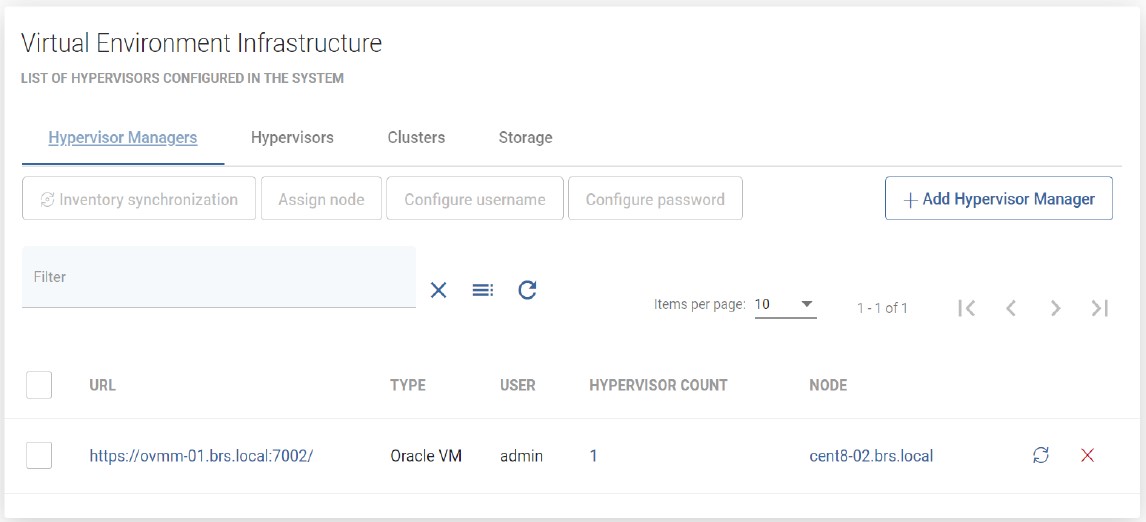 Virtual Environment Infrastructure
LIST OF HYPERVISORS CONFIGURED IN THE SYSTEM
Hypervisor Managers Hypervisors Clusters Storage
Inventory synchronization Assign node Configure username Configure password + Add Hypervisor Manager
Filter
Items per page: 10 1 - 1 of 1
URL TYPE USER HYPERVISOR COUNT NODE
https://ovmm-01.brs.local:7002/ Oracle VM admin 1 cent8-02.brs.local